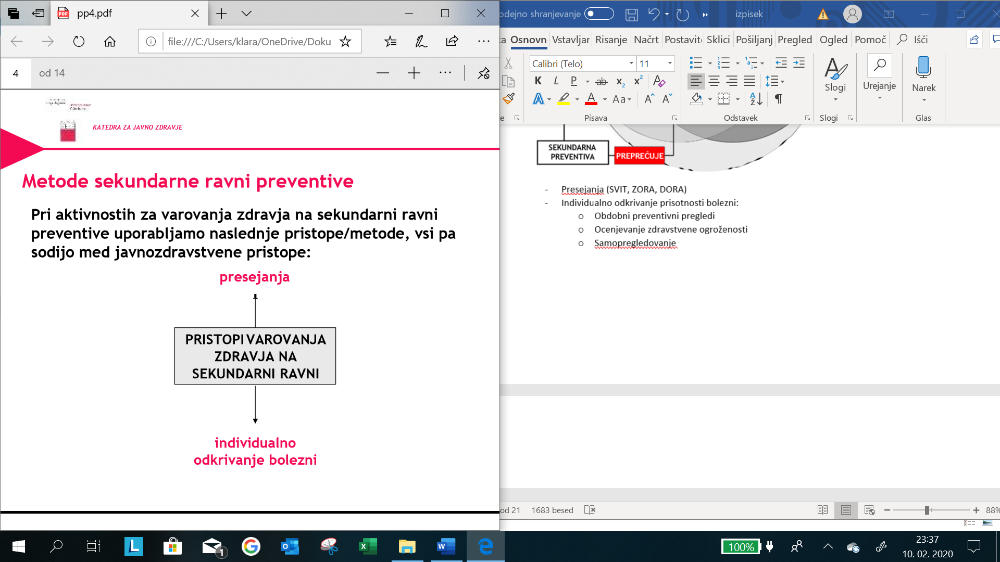 pp4.pdf
file:///C:/Users/klara/OneDrive/Doku
4
od 14
KATEDRA ZA JAVNO ZDRAVJE
Metode sekundarne ravni preventive
Pri aktivnostih za varovanja zdravja na sekundarni ravni
preventive uporabljamo naslednje pristope/metode, vsi pa
sodijo med javnozdravstvene pristope:
presejanja
PRISTOPI VAROVANJA
ZDRAVJA NA
SEKUNDARNI RAVNI
individualno
odkrivanje bolezni
odejno shranjevanje
izpisek
ka Osnovn Vstavljar Risanje Načrt Postavit Sklici Pošiljanj Pregled Ogled Pomoč Išči
Calibri (Telo) 11
K L P ab x2 x2 A
A A Aa A A
Slogi
Urejanje
Narek
e Pisava Odstavek Slogi Glas
SEKUNDARNA
PREVENTIVA
PREPREČUJE
- Presejanja (SVIT, ZORA, DORA)
- Individualno odkrivanje prisotnosti bolezni:
o Obdobni preventivni pregledi
o Ocenjevanje zdravstvene ogroženosti
o Samopregledovanje
od 21 1683 besed 88%
1
100%
23:37
10. 02. 2020